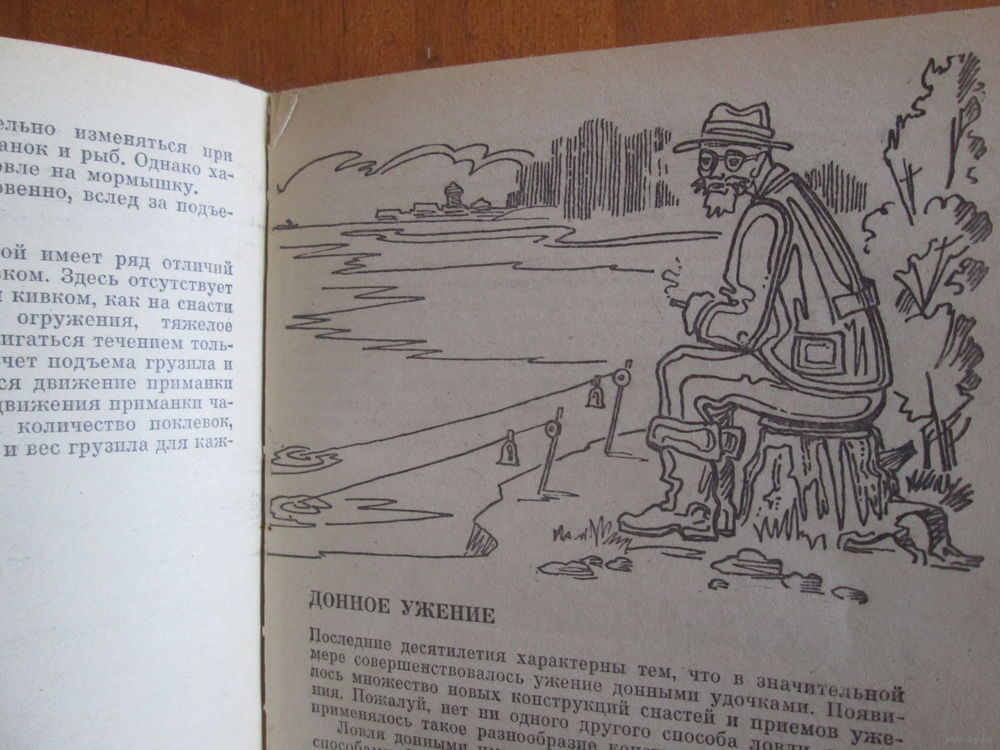 ельно изменяться при
анок и рыб. Однако ха-
овле на мормышку.
овенно, вслед за подъе-
ой имеет ряд отличий
ком. Здесь отсутствует
и кивком, как на снасти
огружения, тяжелое
игаться течением толь-
счет подъема грузила и
ся движение приманки
движения приманки ча-
количество поклевок,
и вес грузила для каж-
ДОННОЕ УЖЕНИЕ
Последние десятилетия характерны тем, что в значительной
мере совершенствовалось ужение донными удочками. Появи-
лось множество новых конструкций снастей и приемов уже-
ния. Пожалуй, нет ни одного другого способа ловли
применялось такое разнообразие
Ловля донными
способами